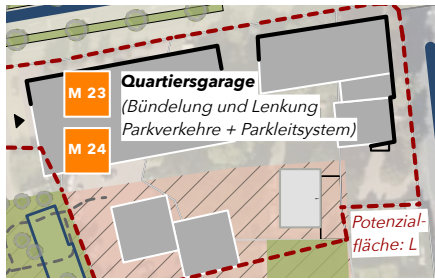 M 23
Quartiersgarage
(Bündelung und Lenkung
Parkverkehre + Parkleitsystem)
M 24
Potenzial-
fläche: L